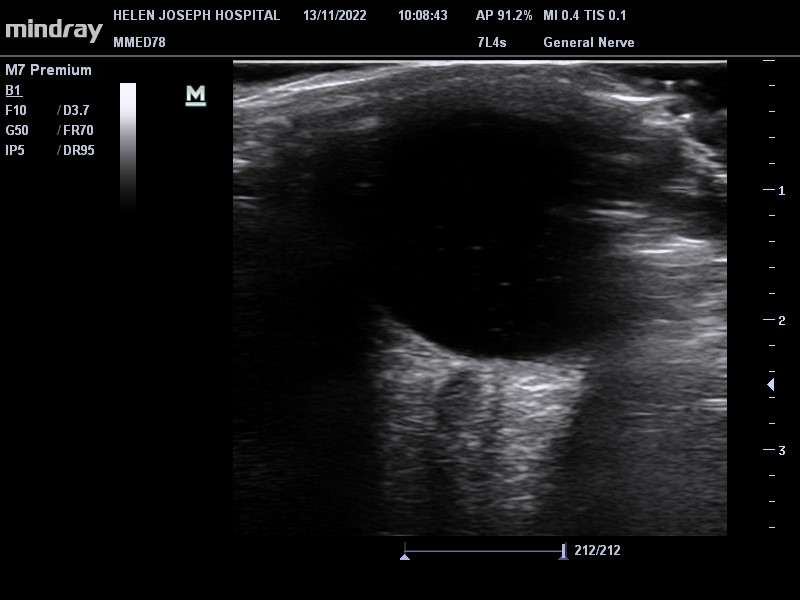 mindray
HELEN JOSEPH HOSPITAL 13/11/2022 10:08:43 AP 91.2% MI 0.4 TIS 0.1
MMED78 7L4s General Nerve
M7 Premium
B1
F10 / D3.7
G50 / FR70
IP5 / DR95
M
1
2
3
212/212